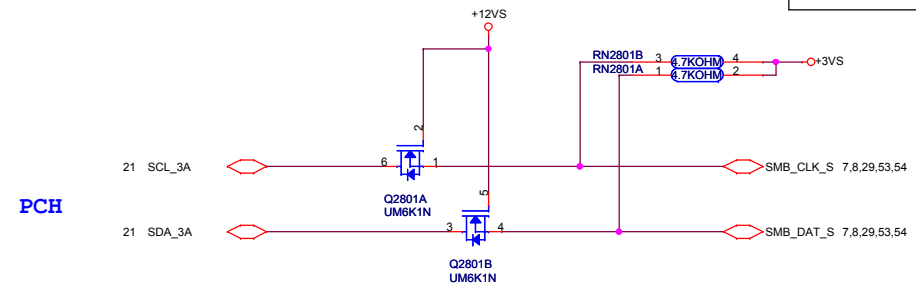 +12VS
RN2801B 3 4.7KOHM 4
+3VS
RN2801A 1 4.7KOHM 2
2
21 SCL_3A 6 1 SMB_CLK_S 7,8,29,53,54
Q2801A
UM6K1N
5
PCH
21 SDA_3A 3 4 SMB_DAT_S 7,8,29,53,54
Q2801B
UM6K1N